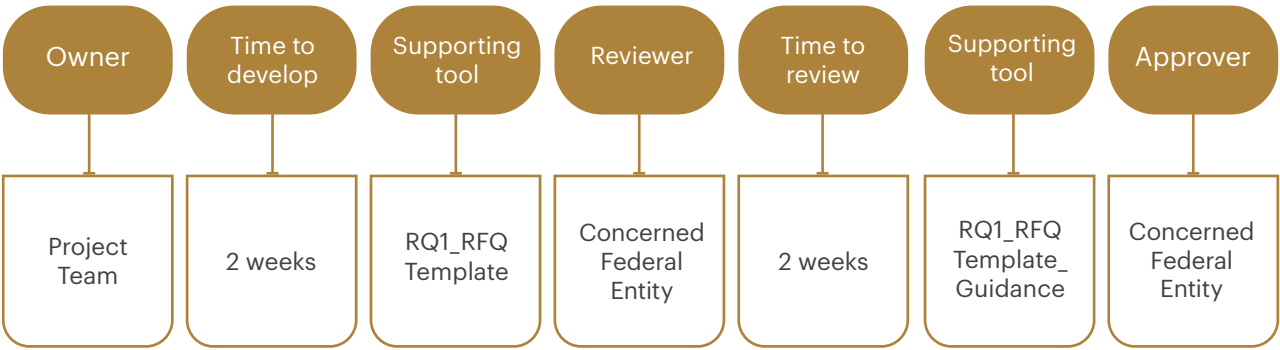 Owner
Time to
develop
Supporting
tool
Reviewer
Time to
review
Supporting
tool
Approver
Project
Team
2 weeks
RQ1_RFQ
Template
Concerned
Federal
Entity
2 weeks
RQ1_RFQ
Template_
Guidance
Concerned
Federal
Entity